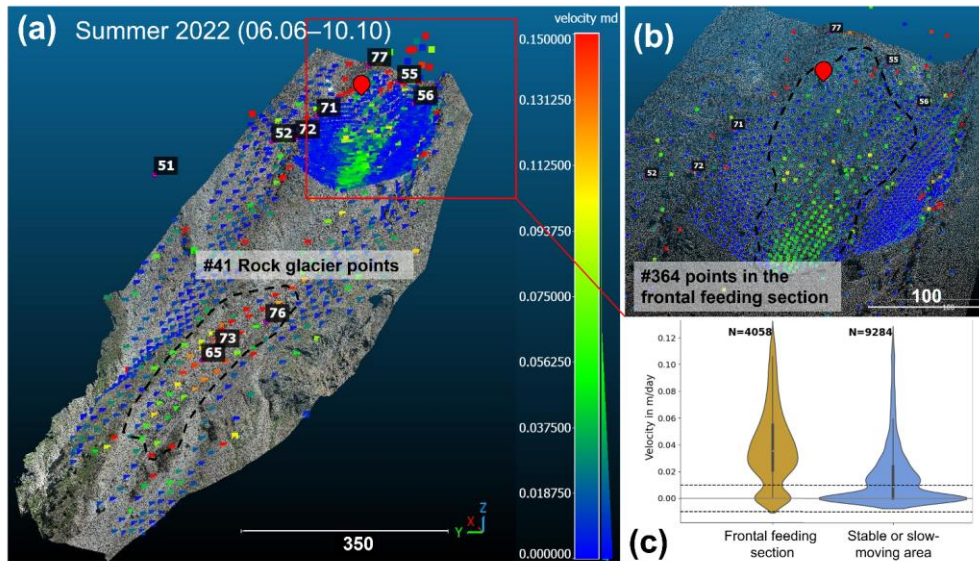 (a)
Summer 2022 (06.06–10.10)
velocity md
0.150000
0.131250
0.112500
0.093750
0.075000
0.056250
0.037500
0.018750
0.000000
77
55
56
71
72
52
51
#41 Rock glacier points
76
73
65
350
X
Y
Z
(b)
77
55
56
71
72
52
#364 points in the
frontal feeding section
100
N=4058
N=9284
Velocity in m/day
0.12
0.10
0.08
0.06
0.04
0.02
0.00
Frontal feeding
section
Stable or slow-
moving area
(c)